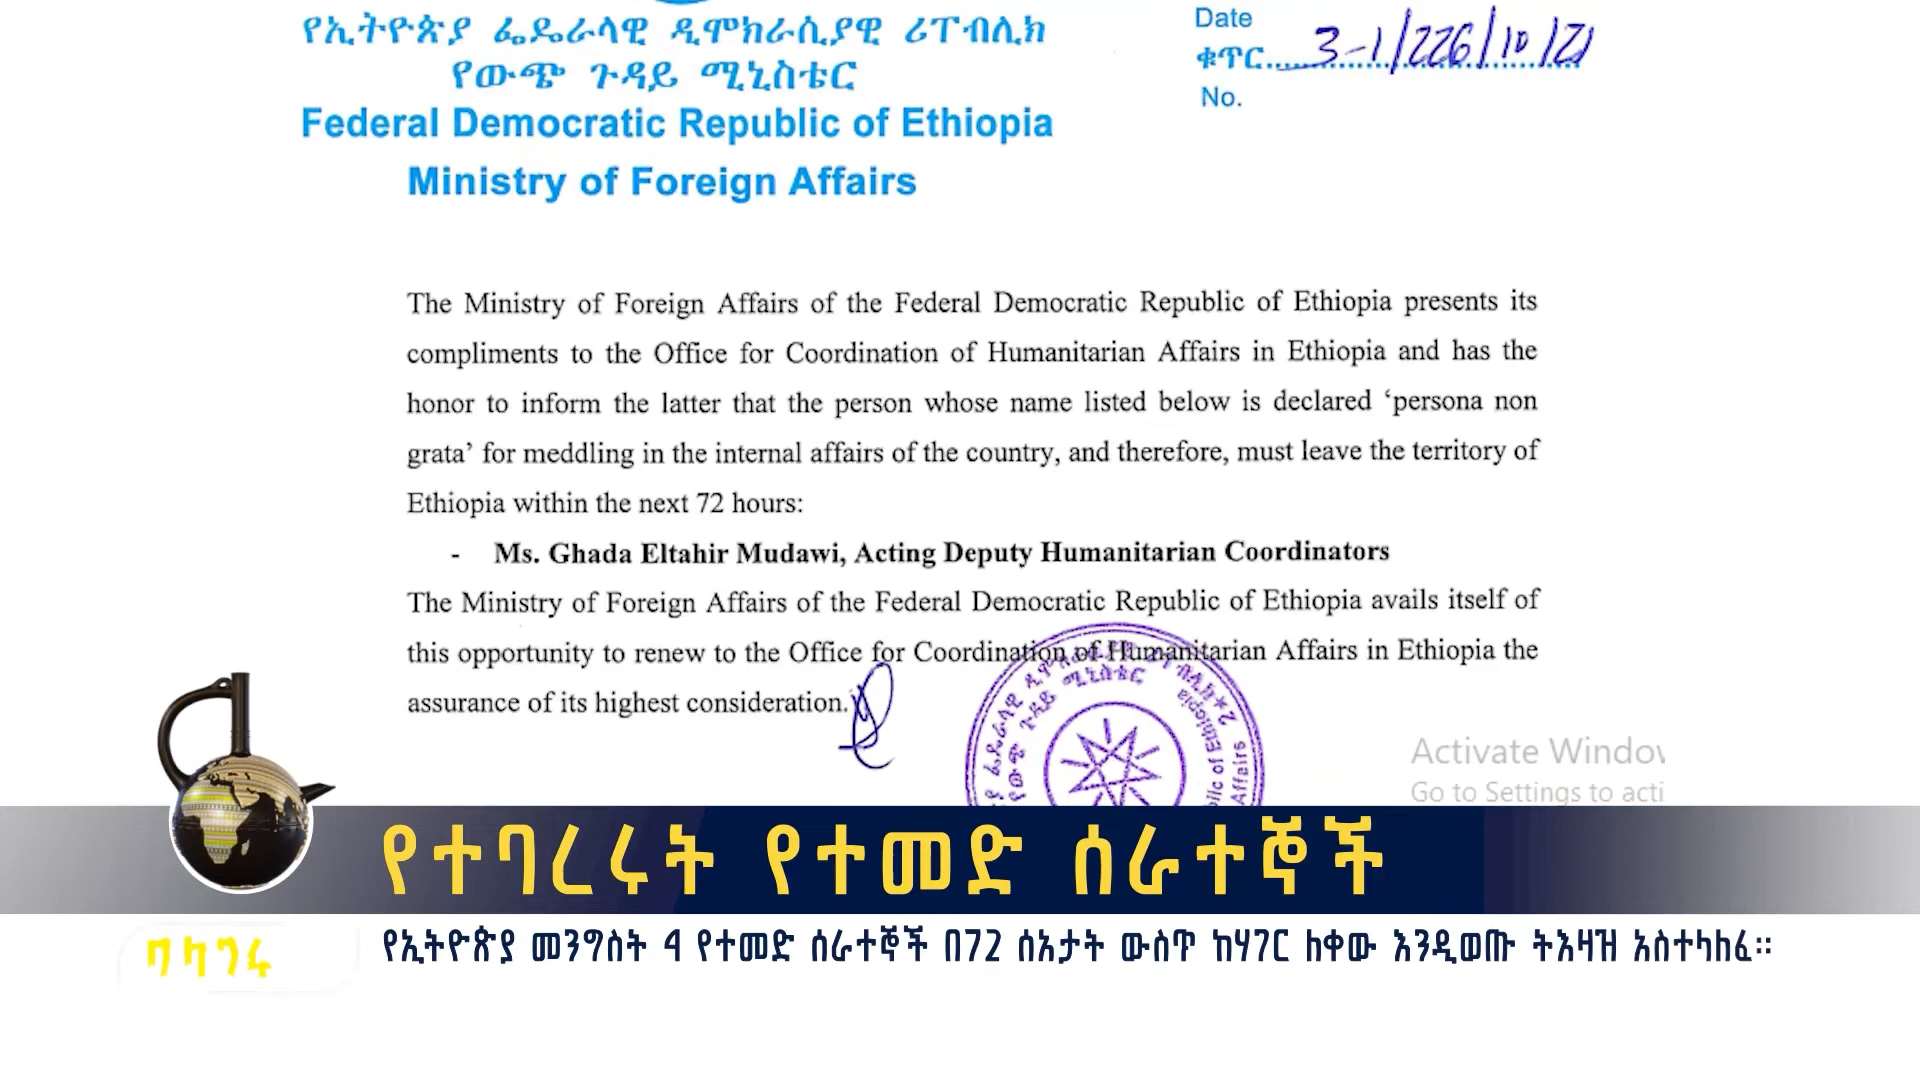 የኢትዮጵያ ፌዴራላዊ ዲሞክራሲያዊ ሪፐብሊክ
የውጭ ጉዳይ ሚኒስቴር
Federal Democratic Republic of Ethiopia
Ministry of Foreign Affairs
Date
ቁጥር 3-1/226/10/21
No.
The Ministry of Foreign Affairs of the Federal Democratic Republic of Ethiopia presents its
compliments to the Office for Coordination of Humanitarian Affairs in Ethiopia and has the
honor to inform the latter that the person whose name listed below is declared ‘persona non
grata’ for meddling in the internal affairs of the country, and therefore, must leave the territory of
Ethiopia within the next 72 hours:
- Ms. Ghada Eltahir Mudawi, Acting Deputy Humanitarian Coordinators
The Ministry of Foreign Affairs of the Federal Democratic Republic of Ethiopia avails itself of
this opportunity to renew to the Office for Coordination of Humanitarian Affairs in Ethiopia the
assurance of its highest consideration.
የውጭ ጉዳይ ሚኒስቴር
of Ethiopia
Affairs
Activate Window
Go to Settings to acti
የተባረሩት የተመድ ሰራተኞች
ባላገሩ
የኢትዮጵያ መንግስት 4 የተመድ ሰራተኞች በ72 ሰአታት ውስጥ ከሃገር ለቀው እንዲወጡ ትእዛዝ አስተላለፈ።